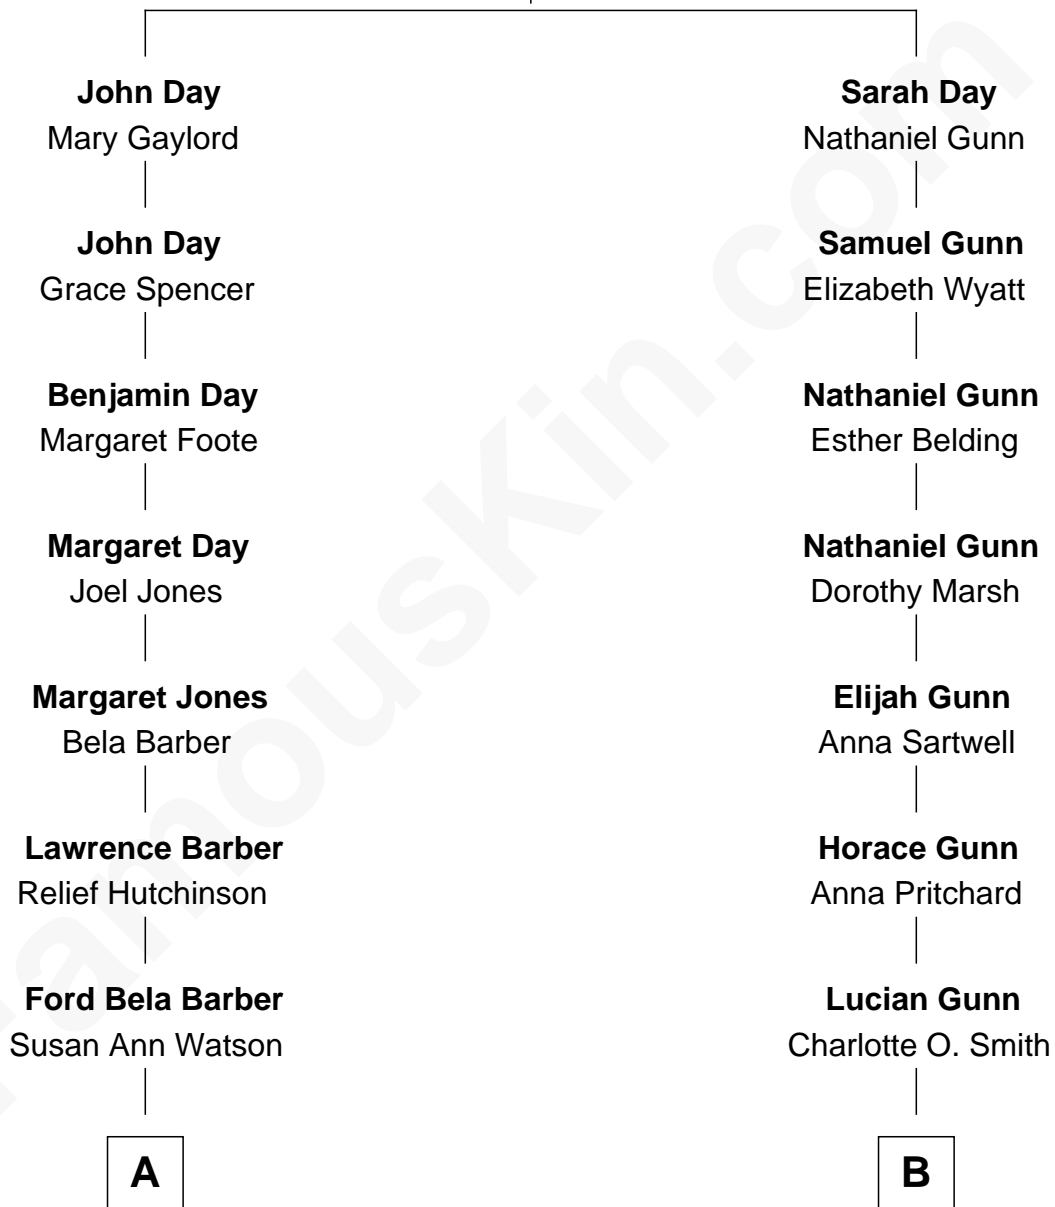 John Day
Mary Gaylord
John Day
Grace Spencer
Benjamin Day
Margaret Foote
Margaret Day
Joel Jones
Margaret Jones
Bela Barber
Lawrence Barber
Relief Hutchinson
Ford Bela Barber
Susan Ann Watson
A
Sarah Day
Nathaniel Gunn
Samuel Gunn
Elizabeth Wyatt
Nathaniel Gunn
Esther Belding
Nathaniel Gunn
Dorothy Marsh
Elijah Gunn
Anna Sartwell
Horace Gunn
Anna Pritchard
Lucian Gunn
Charlotte O. Smith
B
FamousKin.com